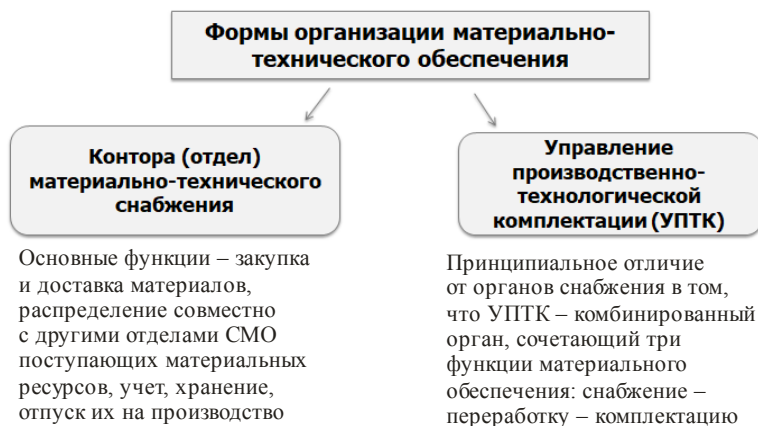 Формы организации материально-
технического обеспечения
Контора (отдел)
материально-технического
снабжения
Управление
производственно-
технологической
комплектации (УПТК)
Основные функции – закупка
и доставка материалов,
распределение совместно
с другими отделами СМО
поступающих материальных
ресурсов, учет, хранение,
отпуск их на производство
Принципиальное отличие
от органов снабжения в том,
что УПТК – комбинированный
орган, сочетающий три
функции материального
обеспечения: снабжение –
переработку – комплектацию